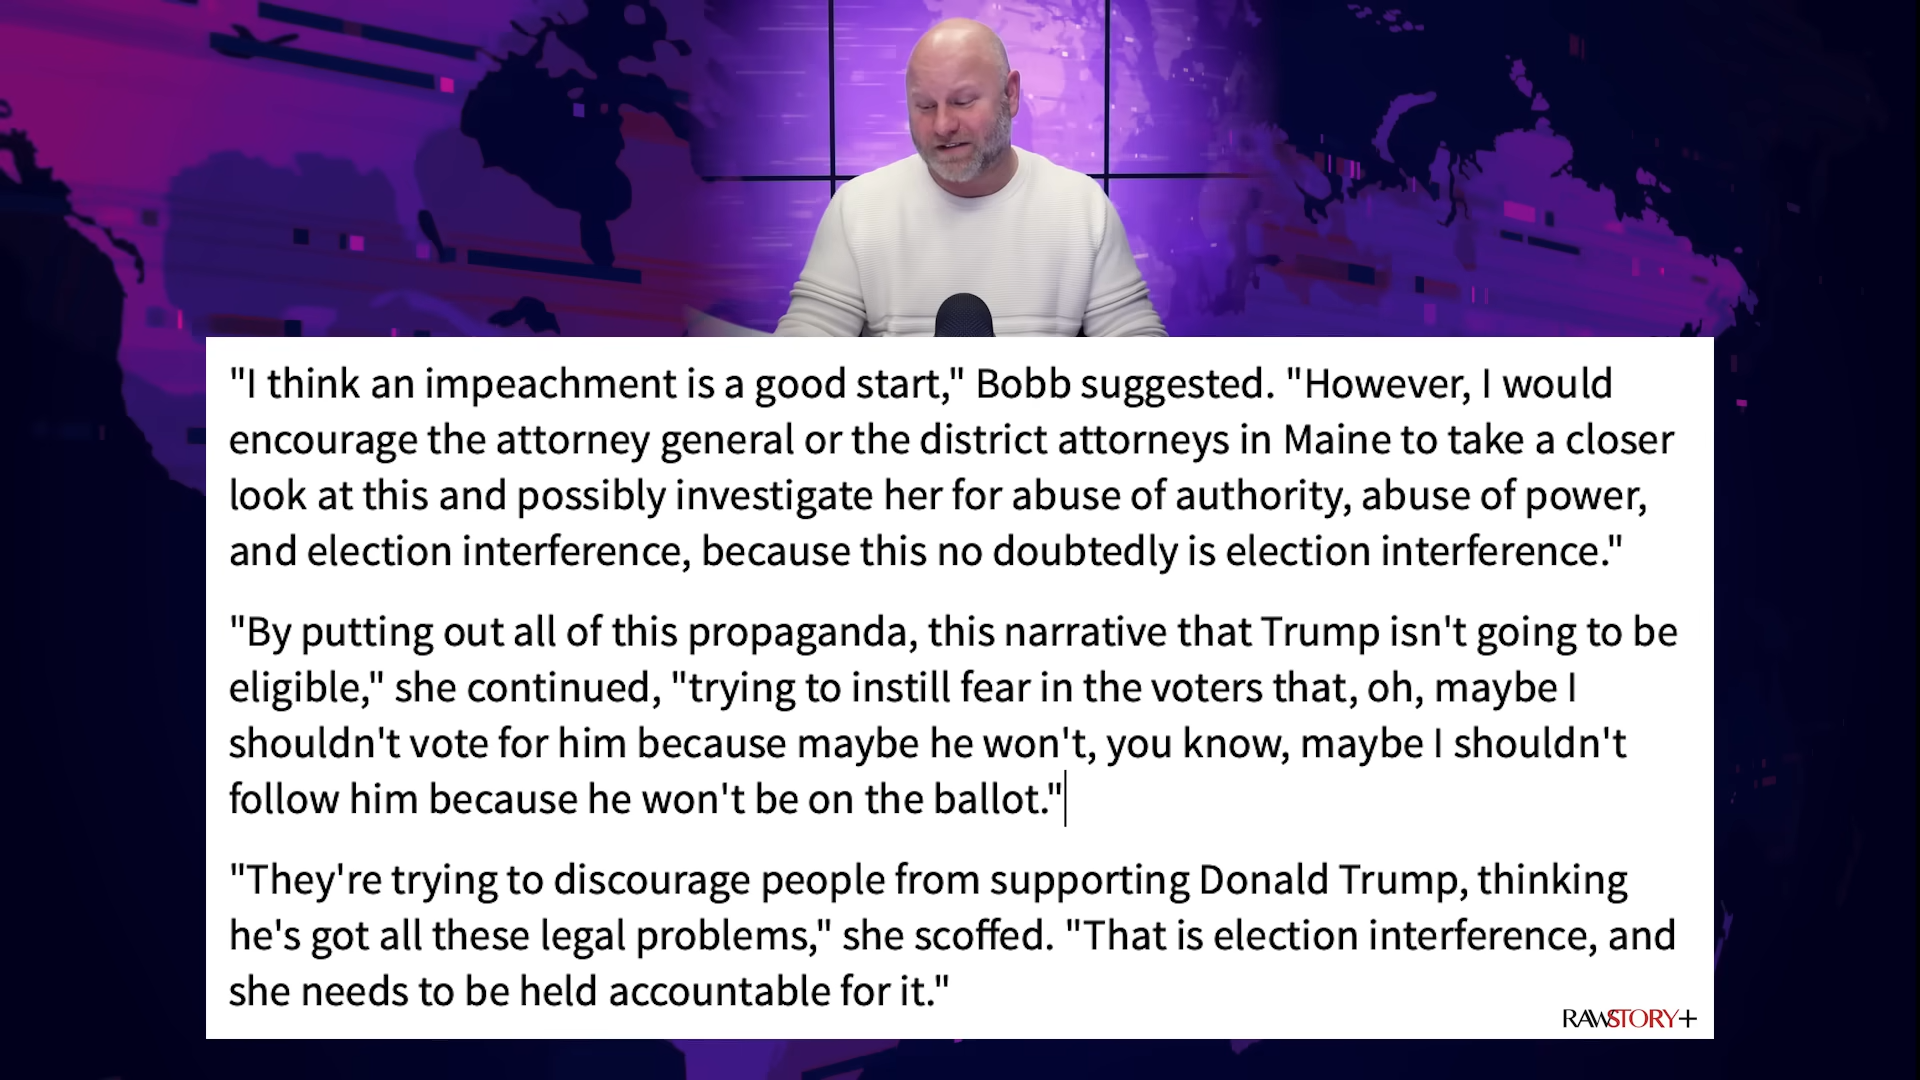 "I think an impeachment is a good start," Bobb suggested. "However, I would
encourage the attorney general or the district attorneys in Maine to take a closer
look at this and possibly investigate her for abuse of authority, abuse of power,
and election interference, because this no doubtedly is election interference."
"By putting out all of this propaganda, this narrative that Trump isn't going to be
eligible," she continued, "trying to instill fear in the voters that, oh, maybe I
shouldn't vote for him because maybe he won't, you know, maybe I shouldn't
follow him because he won't be on the ballot."
"They're trying to discourage people from supporting Donald Trump, thinking
he's got all these legal problems," she scoffed. "That is election interference, and
she needs to be held accountable for it."
RAWSTORY+